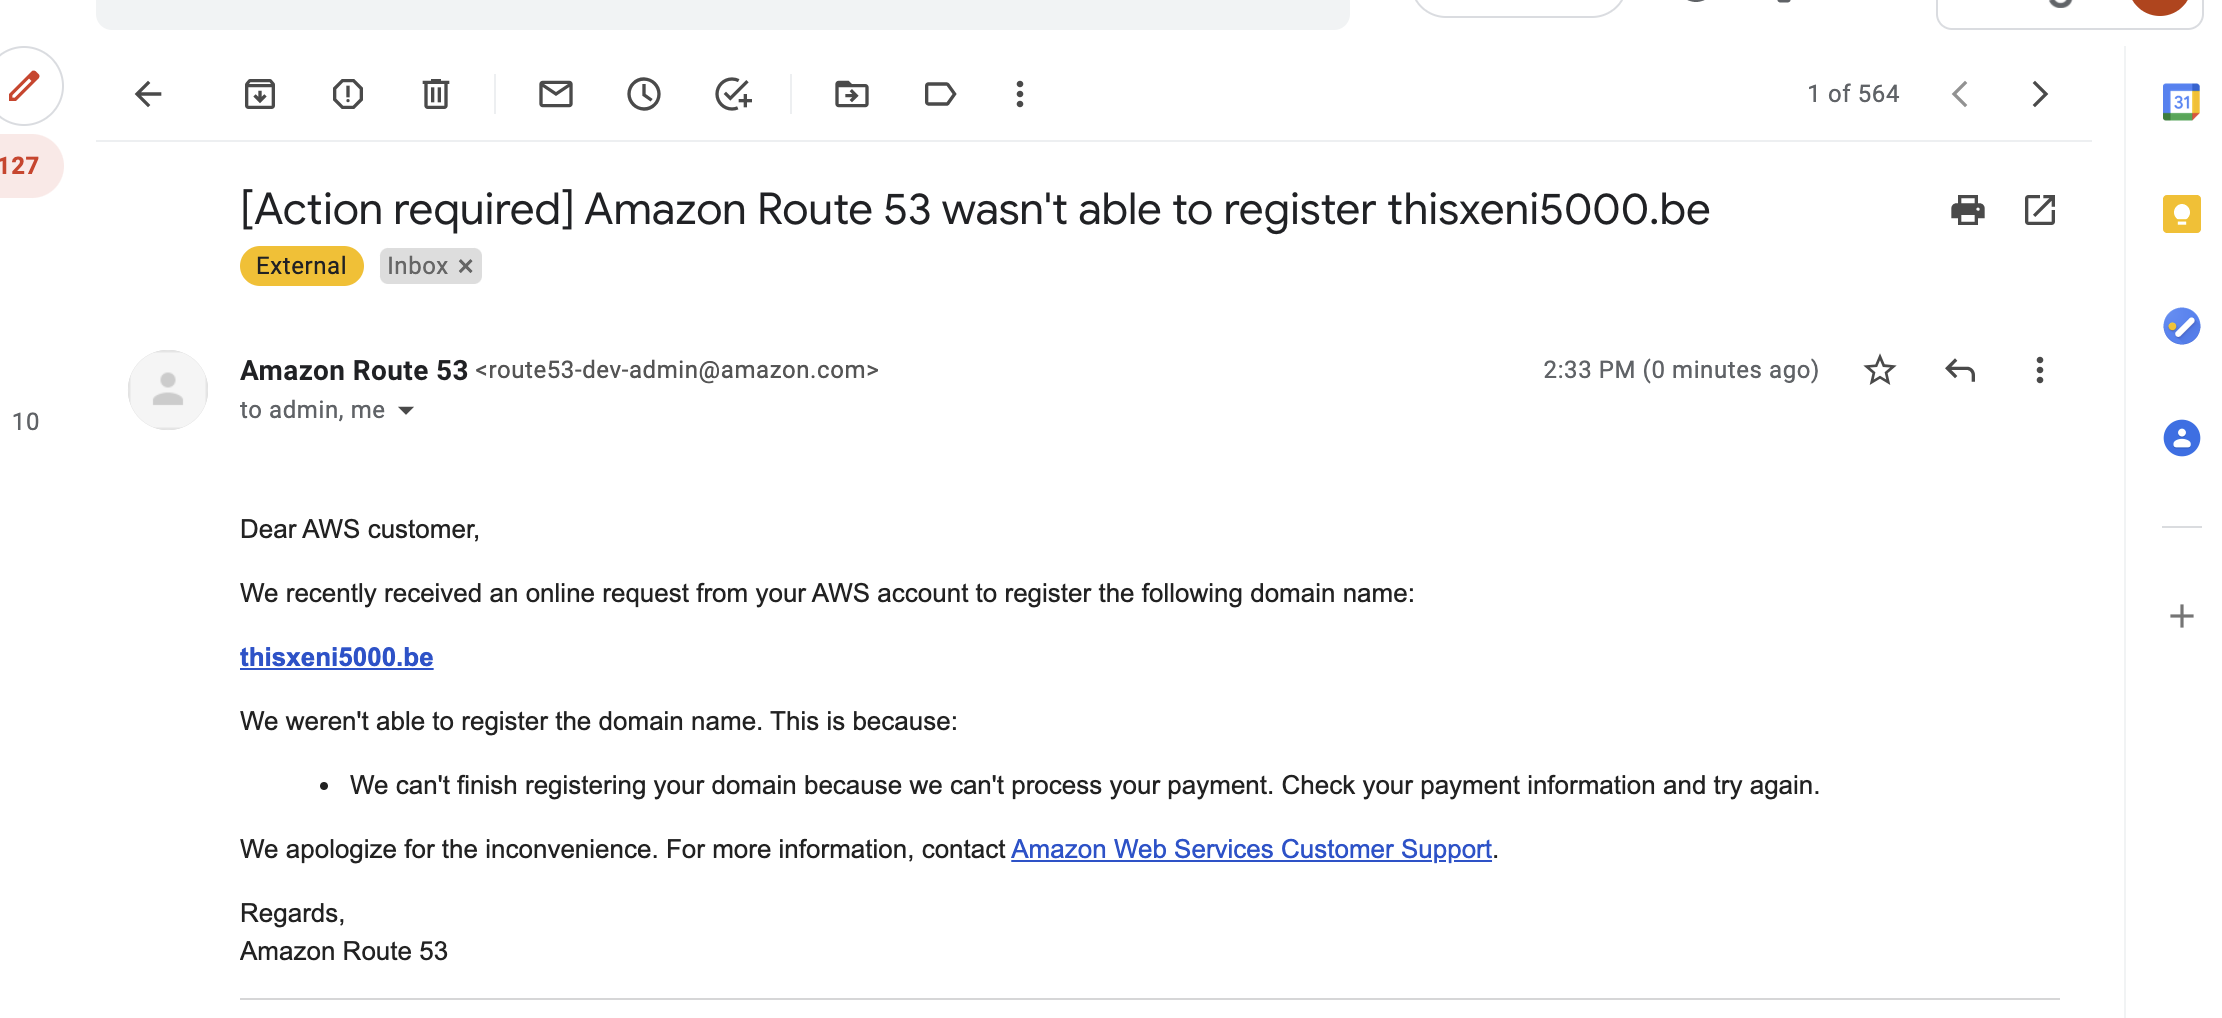 1 of 564
31
127
[Action required] Amazon Route 53 wasn't able to register thisxeni5000.be
External
Inbox ×
Amazon Route 53 <route53-dev-admin@amazon.com>
2:33 PM (0 minutes ago)
to admin, me
10
Dear AWS customer,
We recently received an online request from your AWS account to register the following domain name:
thisxeni5000.be
We weren't able to register the domain name. This is because:
• We can't finish registering your domain because we can't process your payment. Check your payment information and try again.
We apologize for the inconvenience. For more information, contact Amazon Web Services Customer Support.
Regards,
Amazon Route 53